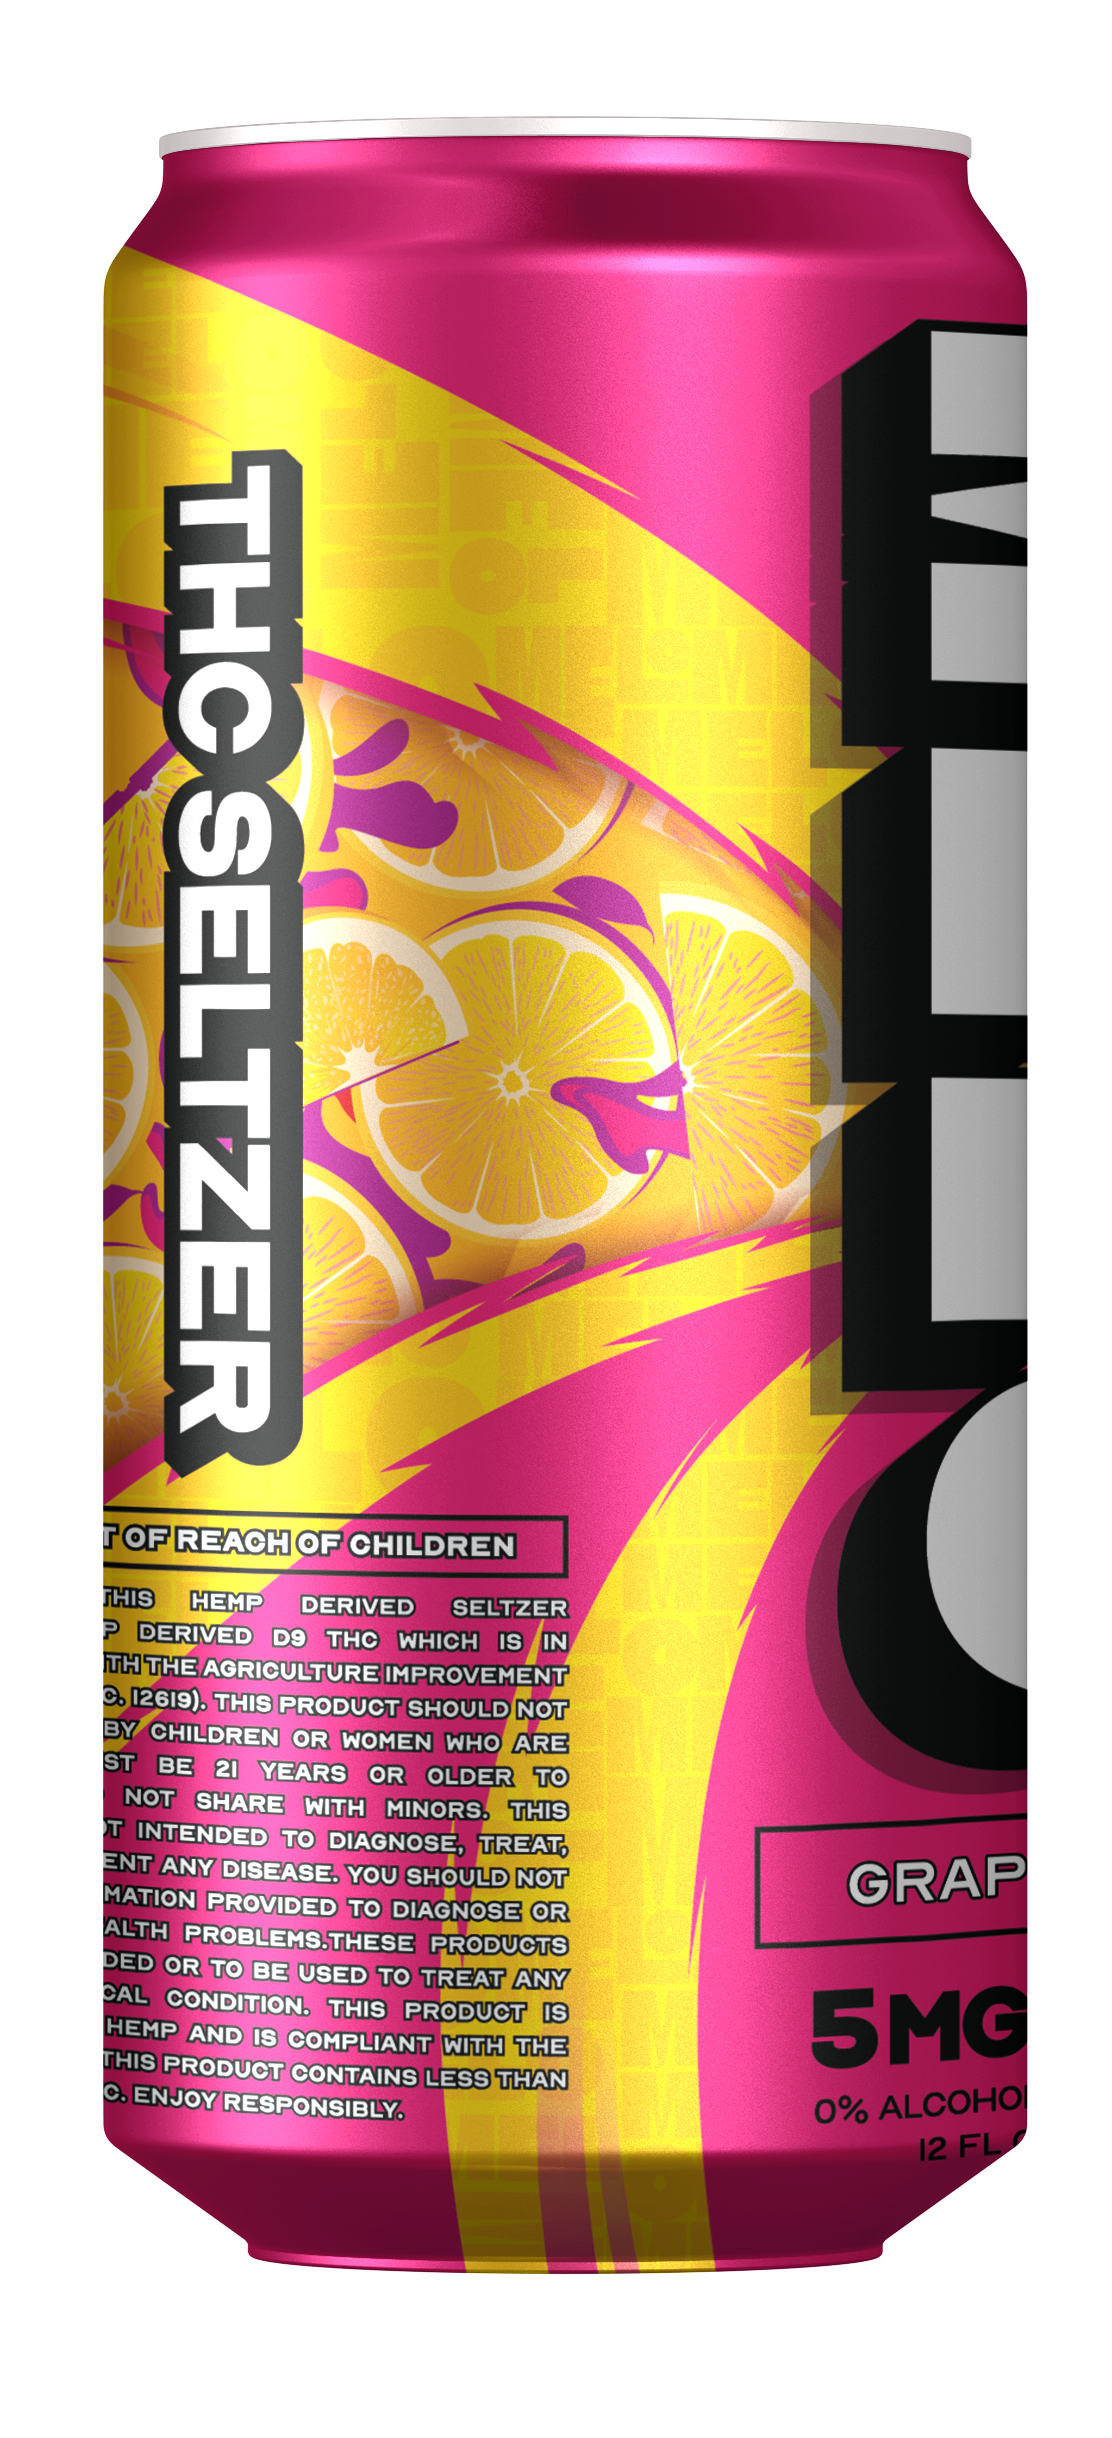 THC SELTZER
OF REACH OF CHILDREN
THIS HEMP DERIVED SELTZER
DERIVED D9 THC WHICH IS IN
THE AGRICULTURE IMPROVEMENT
12619). THIS PRODUCT SHOULD NOT
BY CHILDREN OR WOMEN WHO ARE
BE 21 YEARS OR OLDER TO
NOT SHARE WITH MINORS. THIS
INTENDED TO DIAGNOSE, TREAT,
ANY DISEASE. YOU SHOULD NOT
PROVIDED TO DIAGNOSE OR
PROBLEMS.THESE PRODUCTS
OR TO BE USED TO TREAT ANY
CONDITION. THIS PRODUCT IS
HEMP AND IS COMPLIANT WITH THE
THIS PRODUCT CONTAINS LESS THAN
ENJOY RESPONSIBLY.
GRAP
5MG
0% ALCOHO
12 FL